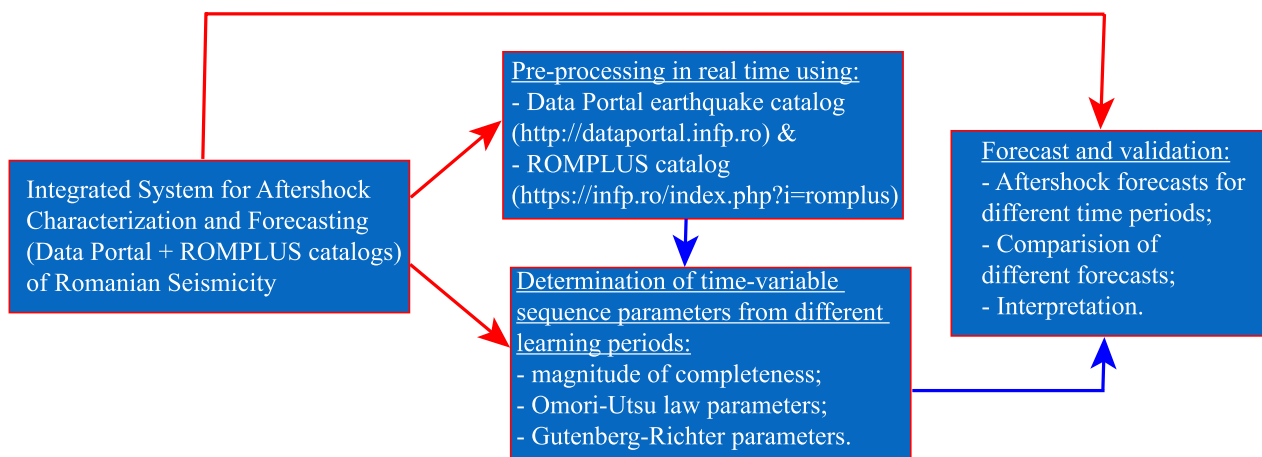 Integrated System for Aftershock
Characterization and Forecasting
(Data Portal + ROMPLUS catalogs)
of Romanian Seismicity
Pre-processing in real time using:
- Data Portal earthquake catalog
(http://dataportal.infp.ro) &
- ROMPLUS catalog
(https://infp.ro/index.php?i=romplus)
Determination of time-variable
sequence parameters from different
learning periods:
- magnitude of completeness;
- Omori-Utsu law parameters;
- Gutenberg-Richter parameters.
Forecast and validation:
- Aftershock forecasts for
different time periods;
- Comparision of
different forecasts;
- Interpretation.